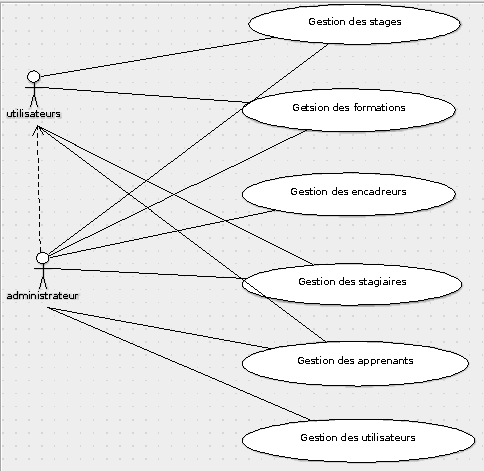 Gestion des stages
utilisateurs
Getsion des formations
Gestion des encadreurs
administrateur
Gestion des stagiaires
Gestion des apprenants
Gestion des utilisateurs